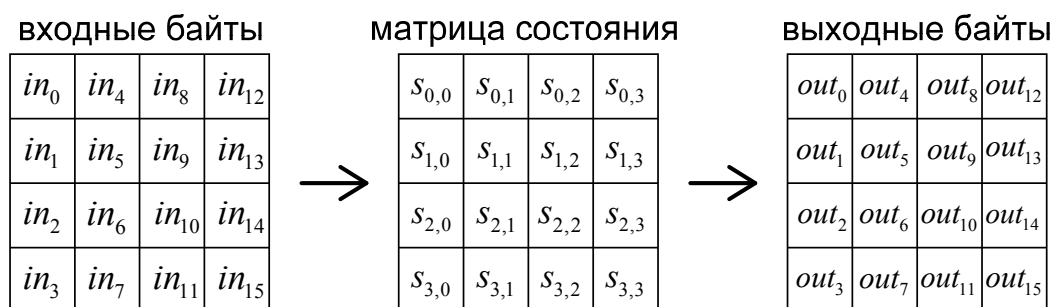 входные байты матрица состояния выходные байты
in₀ in₄ in₈ in₁₂ s₀,₀ s₀,₁ s₀,₂ s₀,₃ out₀ out₄ out₈ out₁₂
in₁ in₅ in₉ in₁₃ s₁,₀ s₁,₁ s₁,₂ s₁,₃ out₁ out₅ out₉ out₁₃
in₂ in₆ in₁₀ in₁₄ s₂,₀ s₂,₁ s₂,₂ s₂,₃ out₂ out₆ out₁₀ out₁₄
in₃ in₇ in₁₁ in₁₅ s₃,₀ s₃,₁ s₃,₂ s₃,₃ out₃ out₇ out₁₁ out₁₅